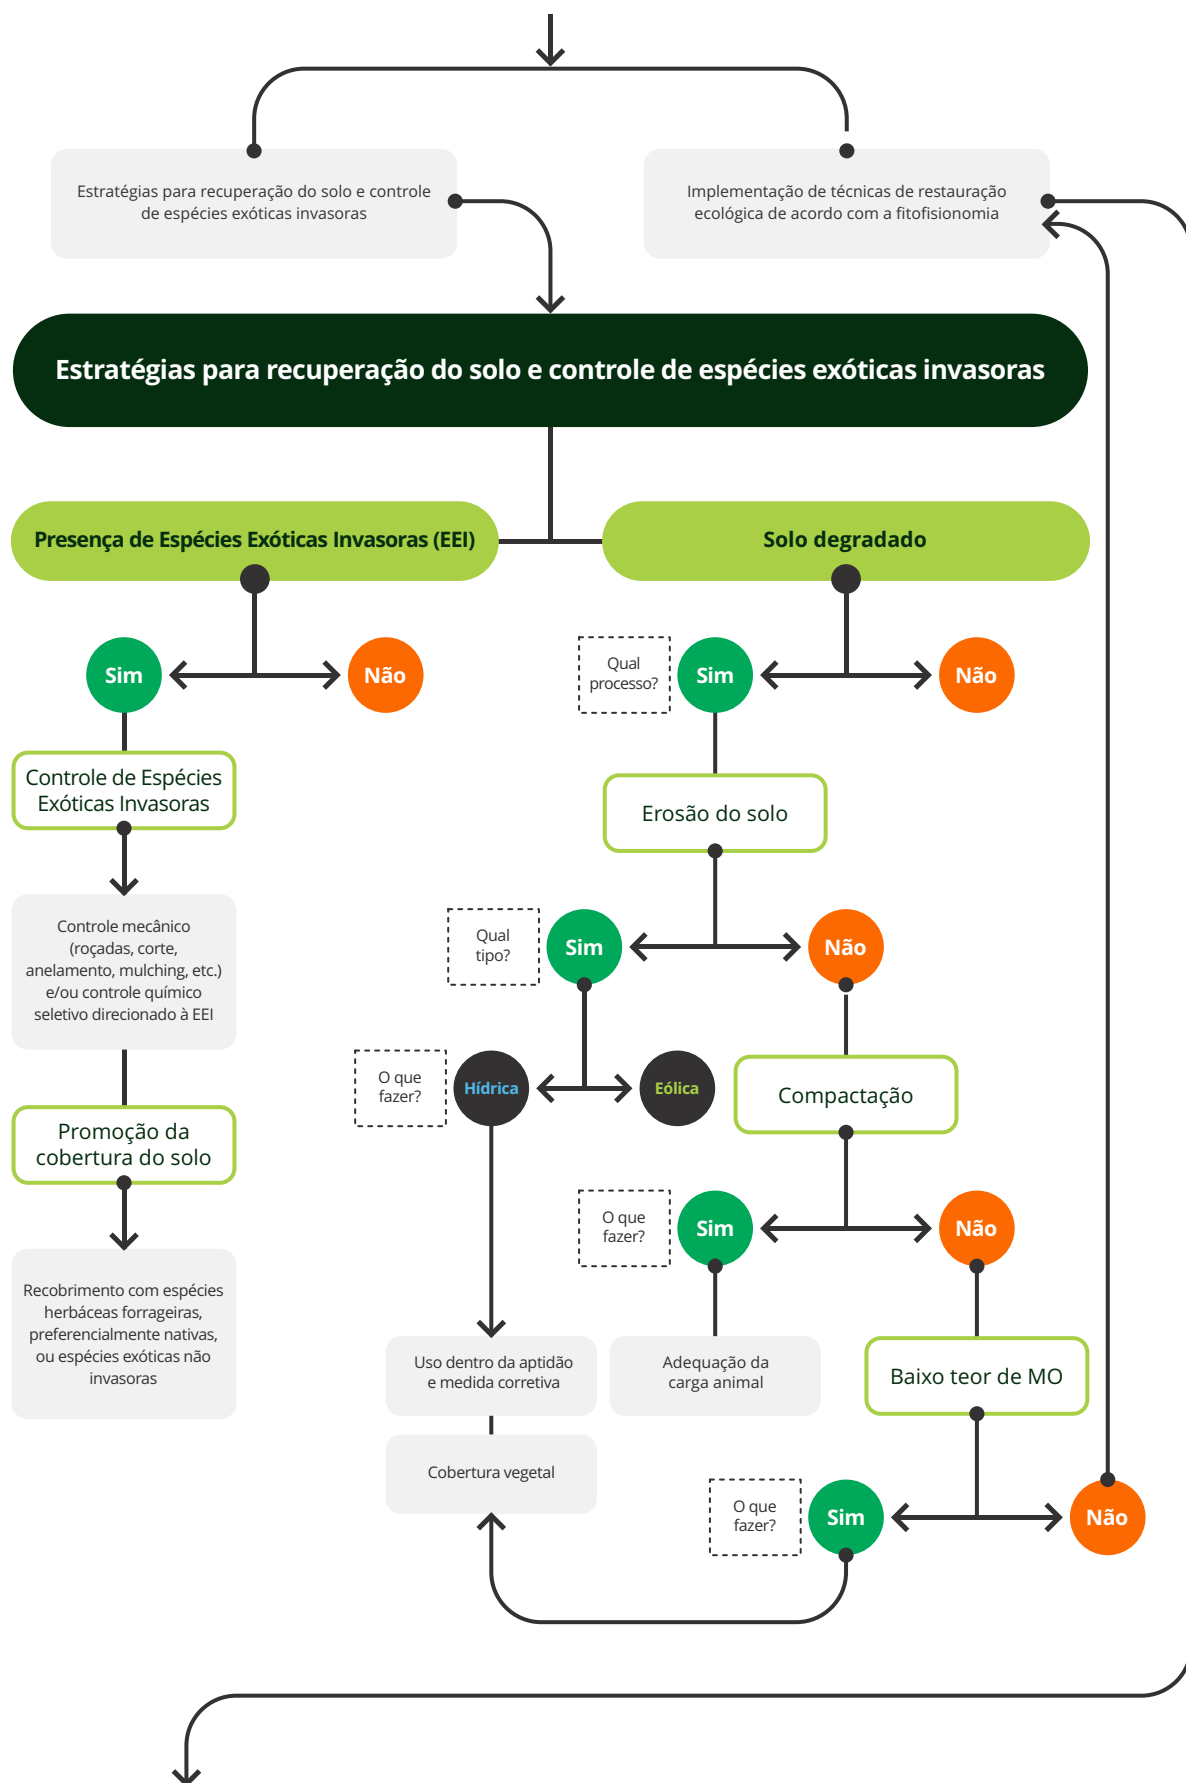 Estratégias para recuperação do solo e controle
de espécies exóticas invasoras
Implementação de técnicas de restauração
ecológica de acordo com a fitofisionomia
Estratégias para recuperação do solo e controle de espécies exóticas invasoras
Presença de Espécies Exóticas Invasoras (EEI)
Solo degradado
Sim
Não
Qual
processo?
Sim
Não
Controle de Espécies
Exóticas Invasoras
Erosão do solo
Controle mecânico
(roçadas, corte,
anelamento, mulching, etc.)
e/ou controle químico
seletivo direcionado à EEI
Qual
tipo?
Sim
Não
O que
fazer?
Hídrica
Eólica
Compactação
Promoção da
cobertura do solo
O que
fazer?
Sim
Não
Recobrimento com espécies
herbáceas forrageiras,
preferencialmente nativas,
ou espécies exóticas não
invasoras
Uso dentro da aptidão
e medida corretiva
Adequação da
carga animal
Baixo teor de MO
Cobertura vegetal
O que
fazer?
Sim
Não